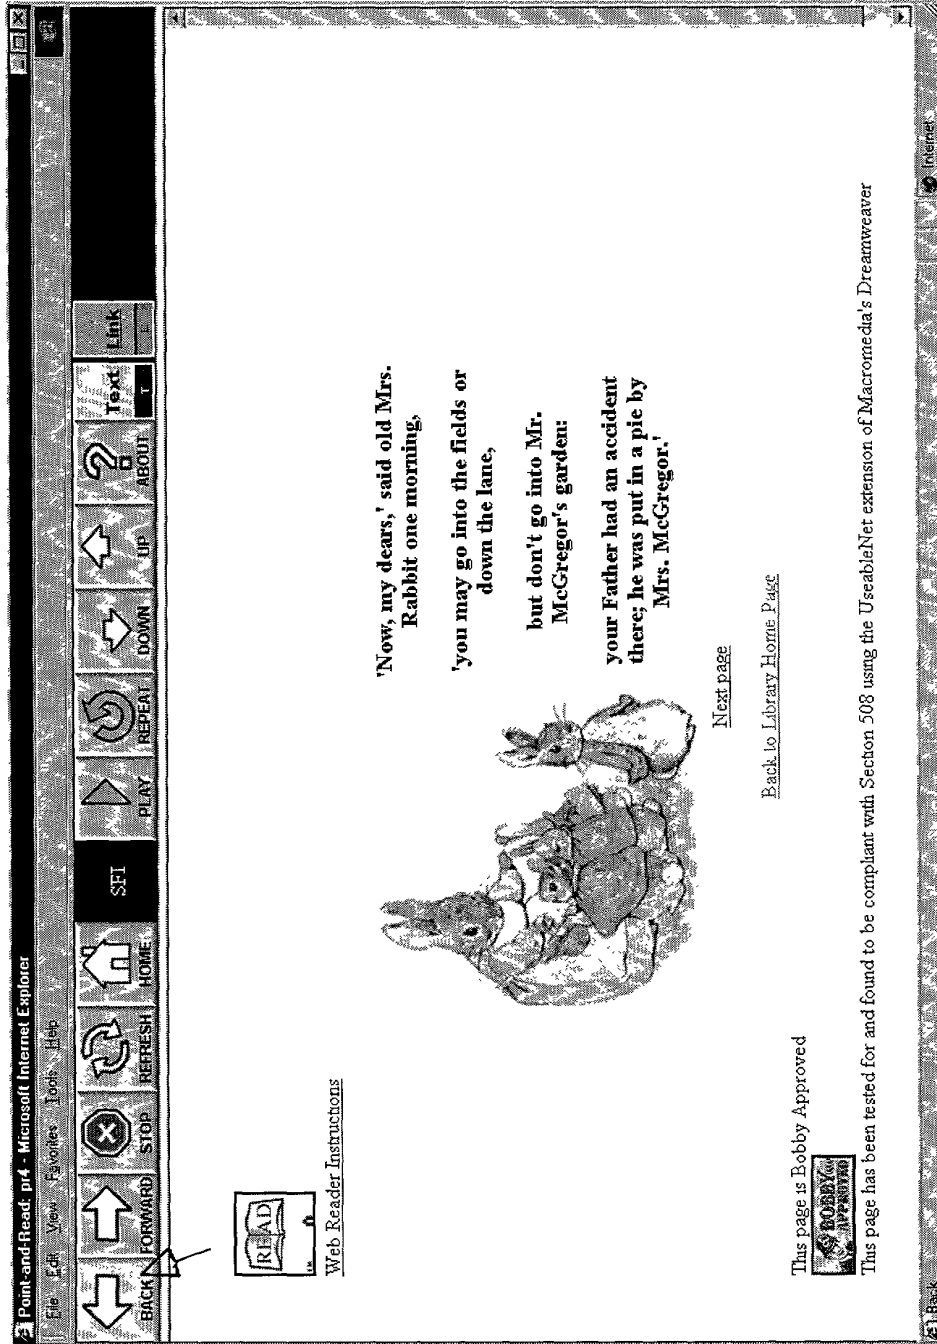 Point-and-Read: pr4 - Microsoft Internet Explorer
File Edit View Favorites Tools Help
BACK FORWARD STOP REFRESH HOME SFI PLAY REPEAT DOWN UP ABOUT Text Link
T L
READ
TM
Web Reader Instructions
'Now, my dears,' said old Mrs.
Rabbit one morning,
'you may go into the fields or
down the lane,
but don't go into Mr.
McGregor's garden:
your Father had an accident
there; he was put in a pie by
Mrs. McGregor.'
Next page
Back to Library Home Page
This page is Bobby Approved
BOBBY
APPROVED
This page has been tested for and found to be compliant with Section 508 using the UseableNet extension of Macromedia's Dreamweaver
Back Internet